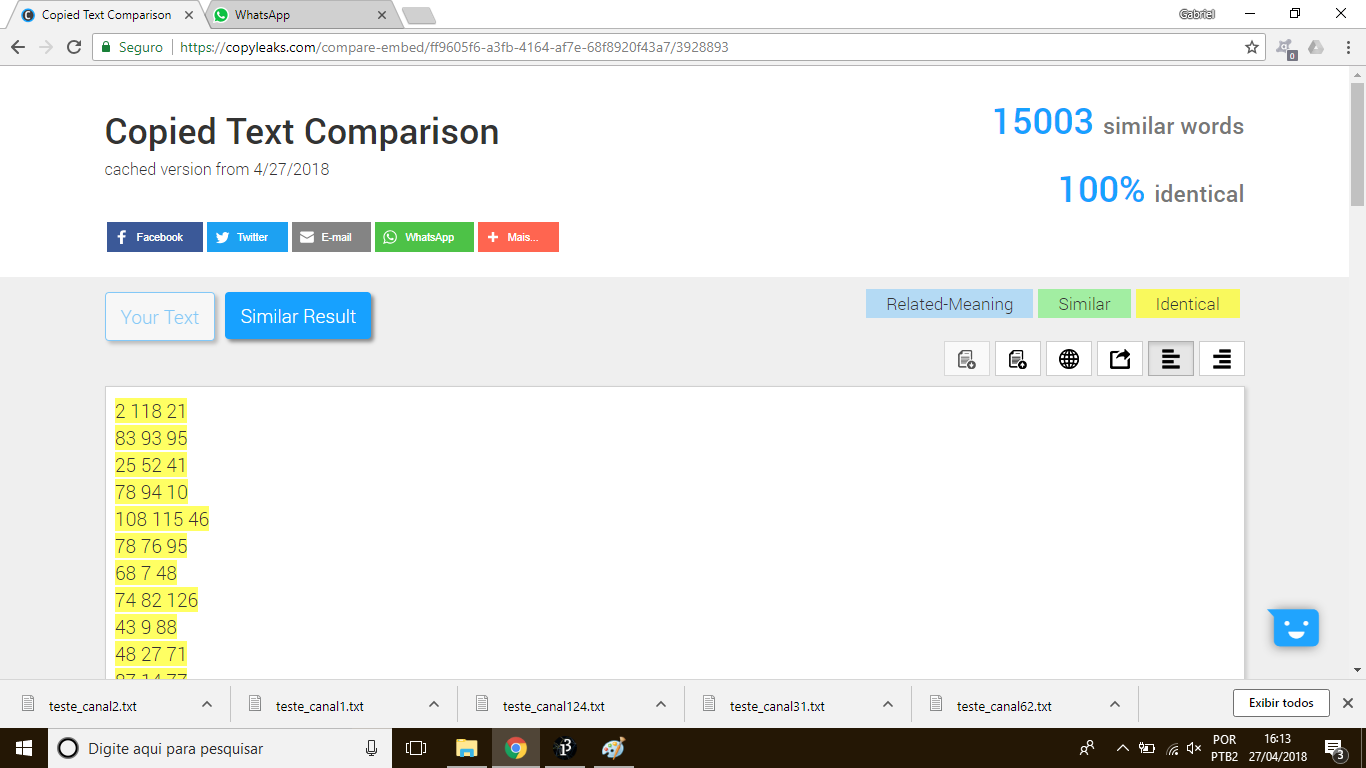 Copied Text Comparison
WhatsApp
Gabriel
Seguro
https://copyleaks.com/compare-embed/ff9605f6-a3fb-4164-af7e-68f8920f43a7/3928893
0
Copied Text Comparison
15003 similar words
cached version from 4/27/2018
100% identical
Facebook
Twitter
E-mail
WhatsApp
Mais...
Your Text
Similar Result
Related-Meaning
Similar
Identical
2 118 21
83 93 95
25 52 41
78 94 10
108 115 46
78 76 95
68 7 48
74 82 126
43 9 88
48 27 71
teste_canal2.txt
teste_canal1.txt
teste_canal124.txt
teste_canal31.txt
teste_canal62.txt
Exibir todos
Digite aqui para pesquisar
POR
PTB2
16:13
27/04/2018
3